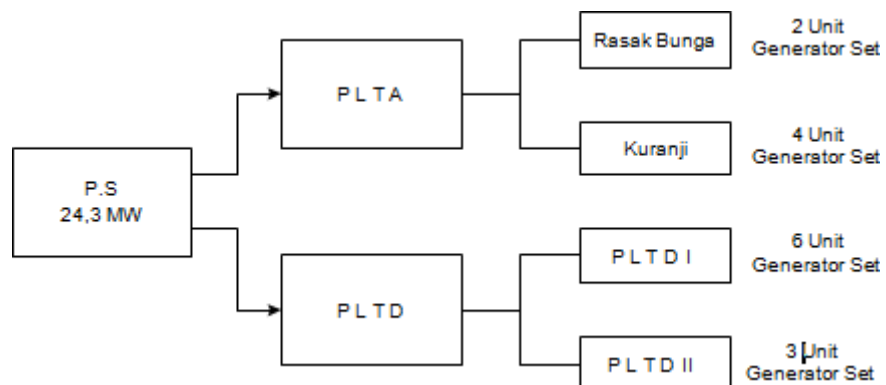 Rasak Bunga
2 Unit
Generator Set
P L T A
Kuranji
4 Unit
Generator Set
P.S
24,3 MW
P L T D I
6 Unit
Generator Set
P L T D
P L T D II
3 Unit
Generator Set